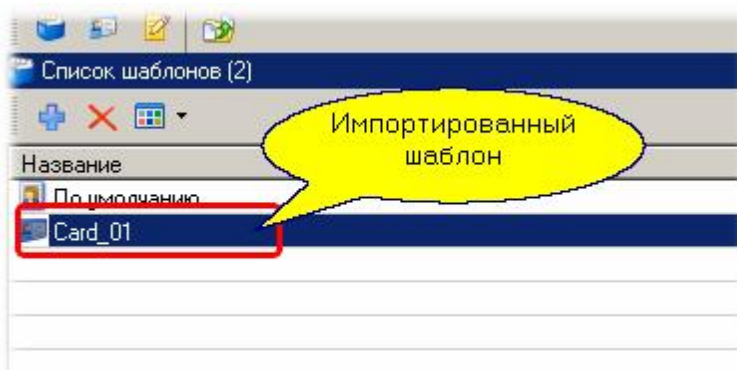 Список шаблонов (2)
Импортированный
шаблон
Название
По умолчанию
Card_01